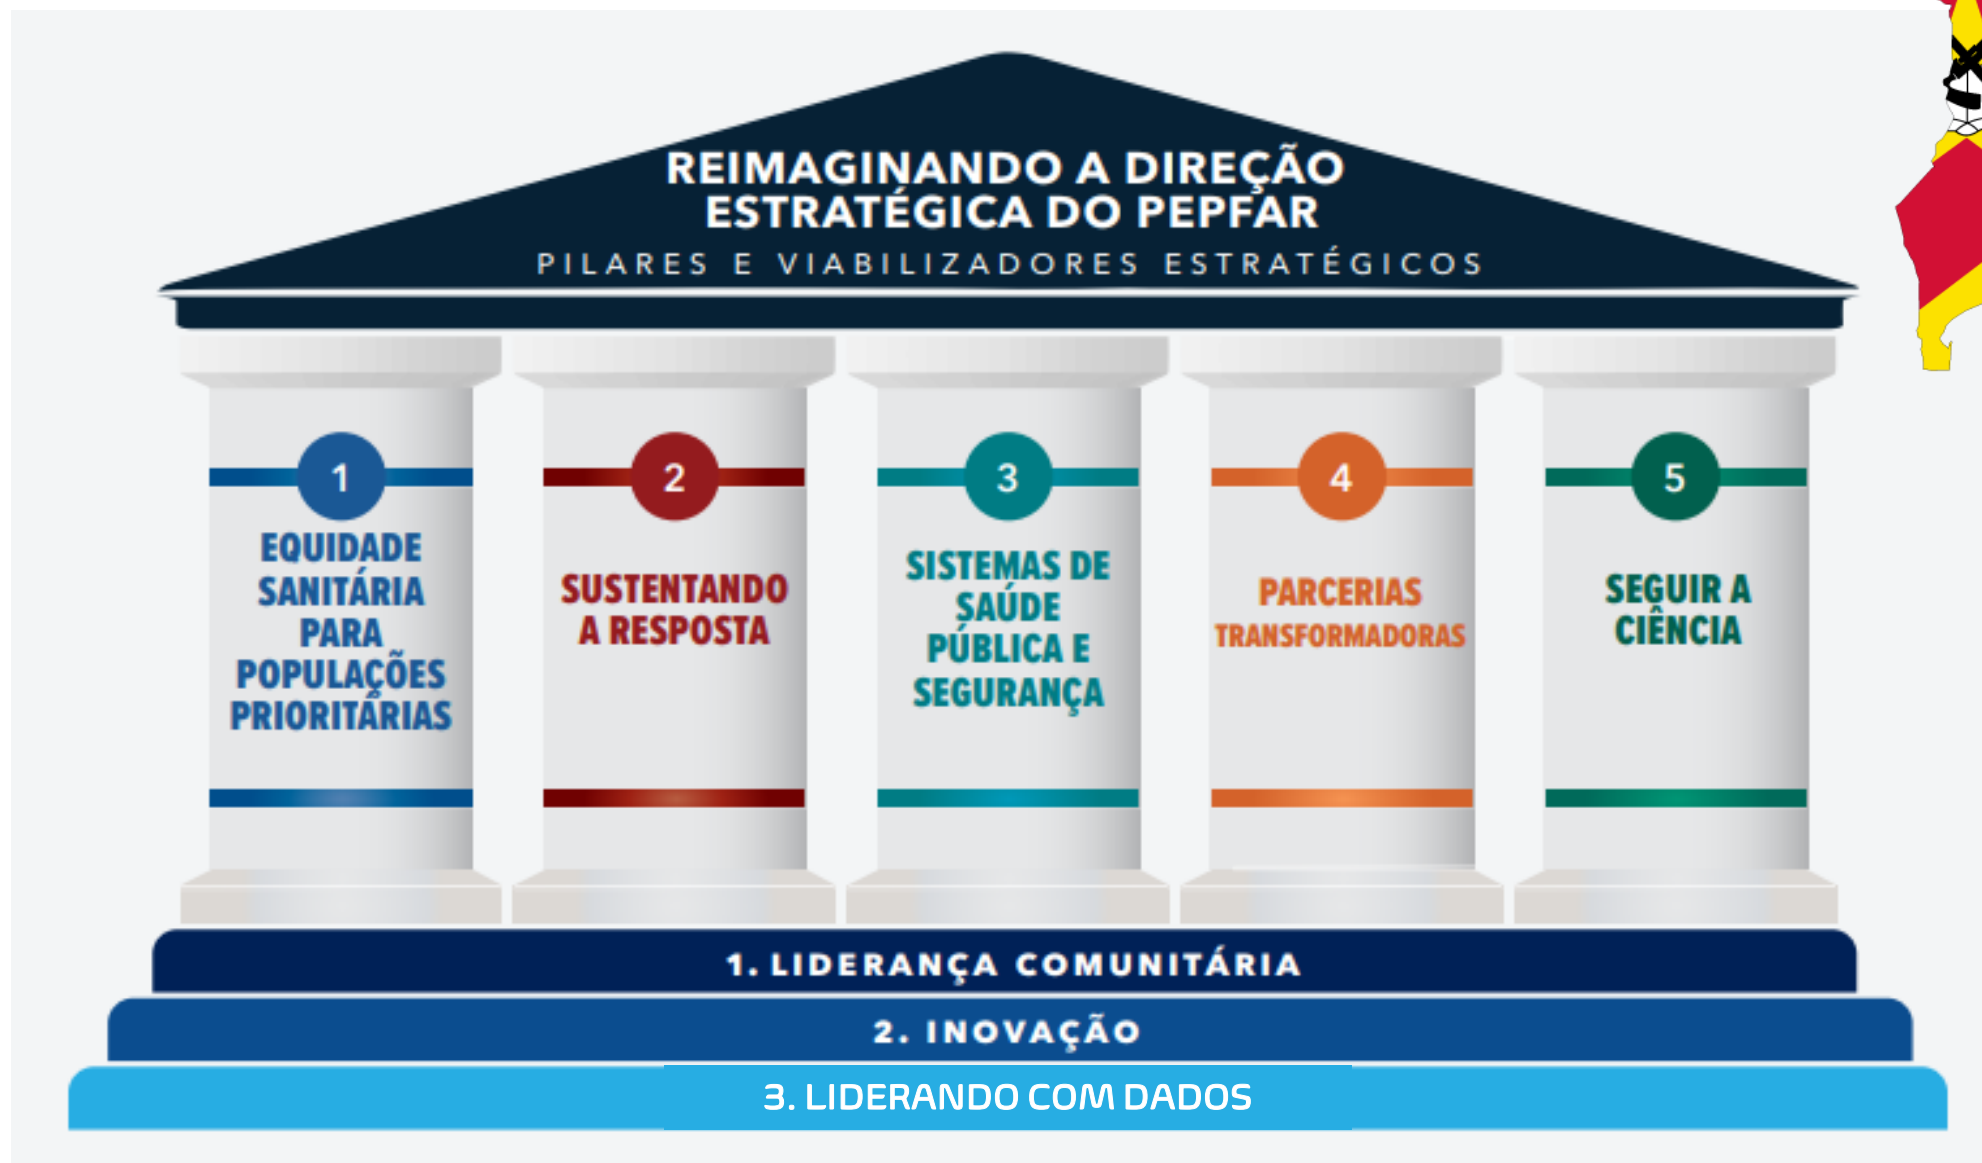 REIMAGINANDO A DIREÇÃO
ESTRATÉGICA DO PEPFAR
PILARES E VIABILIZADORES ESTRATÉGICOS
1
EQUIDADE
SANITÁRIA
PARA
POPULAÇÕES
PRIORITÁRIAS
2
SUSTENTANDO
A RESPOSTA
3
SISTEMAS DE
SAÚDE
PÚBLICA E
SEGURANÇA
4
PARCERIAS
TRANSFORMADORAS
5
SEGUIR A
CIÊNCIA
1. LIDERANÇA COMUNITÁRIA
2. INOVAÇÃO
3. LIDERANDO COM DADOS